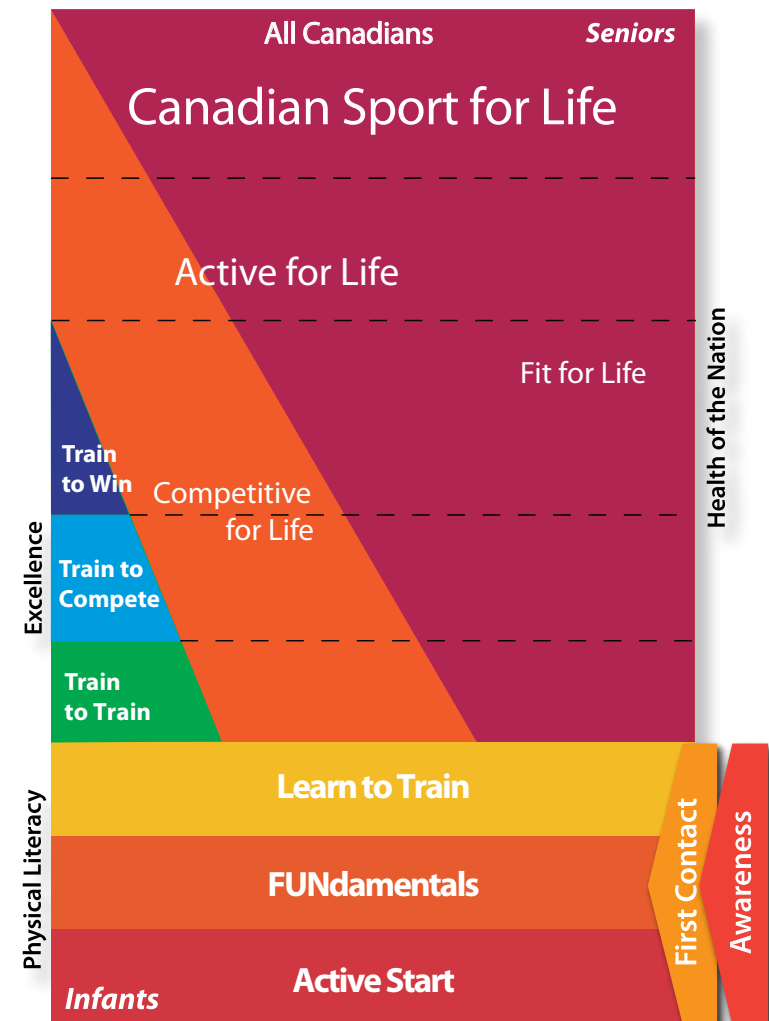 All Canadians
Seniors
Canadian Sport for Life
Active for Life
Fit for Life
Health of the Nation
Train
to Win
Competitive
for Life
Excellence
Train to
Compete
Train
to Train
Learn to Train
Physical Literacy
FUNdamentals
First Contact
Awareness
Active Start
Infants